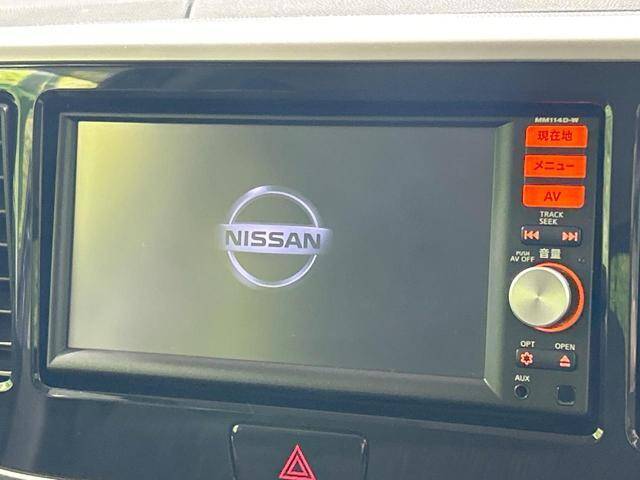 MM114D-W
現在地
メニュー
AV
TRACK
SEEK
音量
PUSH
AV OFF
NISSAN
OPT
OPEN
AUX